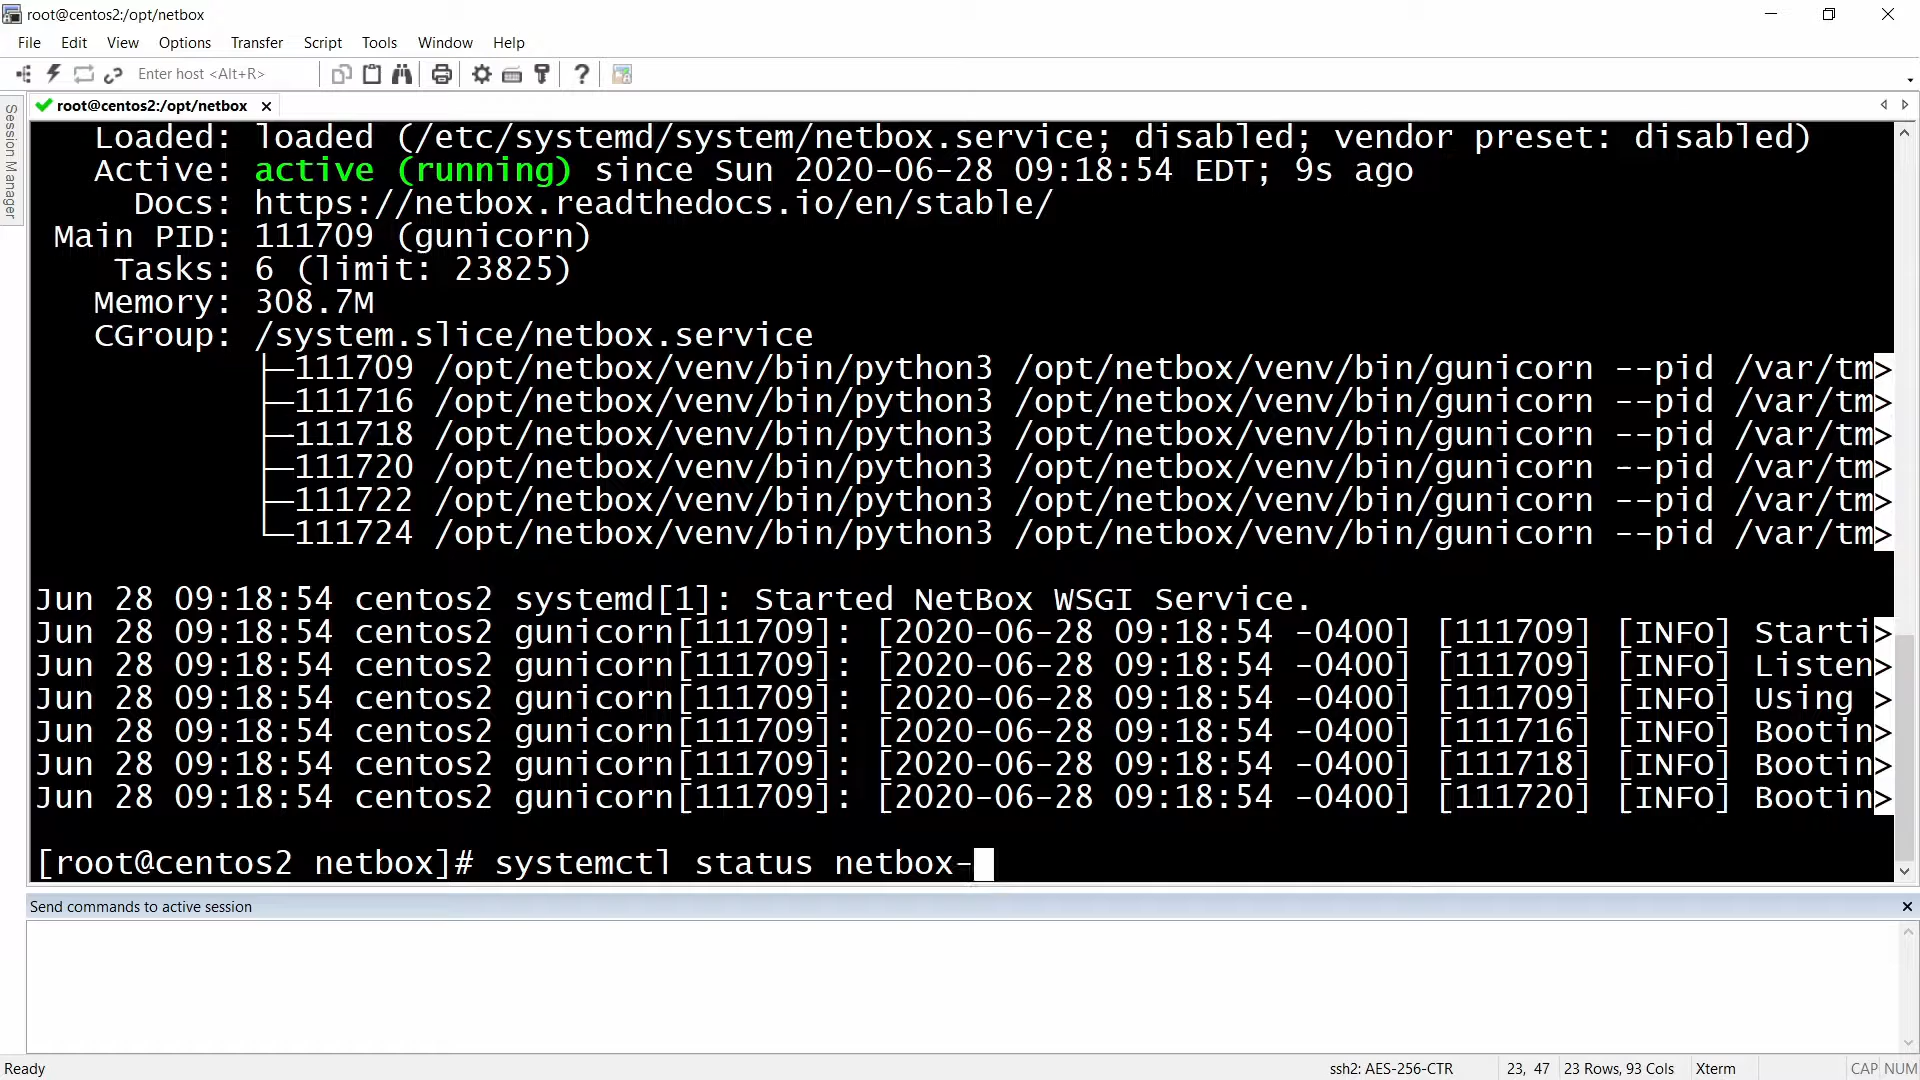 root@centos2:/opt/netbox
File Edit View Options Transfer Script Tools Window Help
Enter host <Alt+R>
root@centos2:/opt/netbox
Session Manager
Loaded: loaded (/etc/systemd/system/netbox.service; disabled; vendor preset: disabled)
Active: active (running) since Sun 2020-06-28 09:18:54 EDT; 9s ago
Docs: https://netbox.readthedocs.io/en/stable/
Main PID: 111709 (gunicorn)
Tasks: 6 (limit: 23825)
Memory: 308.7M
CGroup: /system.slice/netbox.service
├─111709 /opt/netbox/venv/bin/python3 /opt/netbox/venv/bin/gunicorn --pid /var/tm>
├─111716 /opt/netbox/venv/bin/python3 /opt/netbox/venv/bin/gunicorn --pid /var/tm>
├─111718 /opt/netbox/venv/bin/python3 /opt/netbox/venv/bin/gunicorn --pid /var/tm>
├─111720 /opt/netbox/venv/bin/python3 /opt/netbox/venv/bin/gunicorn --pid /var/tm>
├─111722 /opt/netbox/venv/bin/python3 /opt/netbox/venv/bin/gunicorn --pid /var/tm>
└─111724 /opt/netbox/venv/bin/python3 /opt/netbox/venv/bin/gunicorn --pid /var/tm>
Jun 28 09:18:54 centos2 systemd[1]: Started NetBox WSGI Service.
Jun 28 09:18:54 centos2 gunicorn[111709]: [2020-06-28 09:18:54 -0400] [111709] [INFO] Starti>
Jun 28 09:18:54 centos2 gunicorn[111709]: [2020-06-28 09:18:54 -0400] [111709] [INFO] Listen>
Jun 28 09:18:54 centos2 gunicorn[111709]: [2020-06-28 09:18:54 -0400] [111709] [INFO] Using >
Jun 28 09:18:54 centos2 gunicorn[111709]: [2020-06-28 09:18:54 -0400] [111716] [INFO] Bootin>
Jun 28 09:18:54 centos2 gunicorn[111709]: [2020-06-28 09:18:54 -0400] [111718] [INFO] Bootin>
Jun 28 09:18:54 centos2 gunicorn[111709]: [2020-06-28 09:18:54 -0400] [111720] [INFO] Bootin>
[root@centos2 netbox]# systemctl status netbox-
Send commands to active session
Ready ssh2: AES-256-CTR 23, 47 23 Rows, 93 Cols Xterm CAP NUM